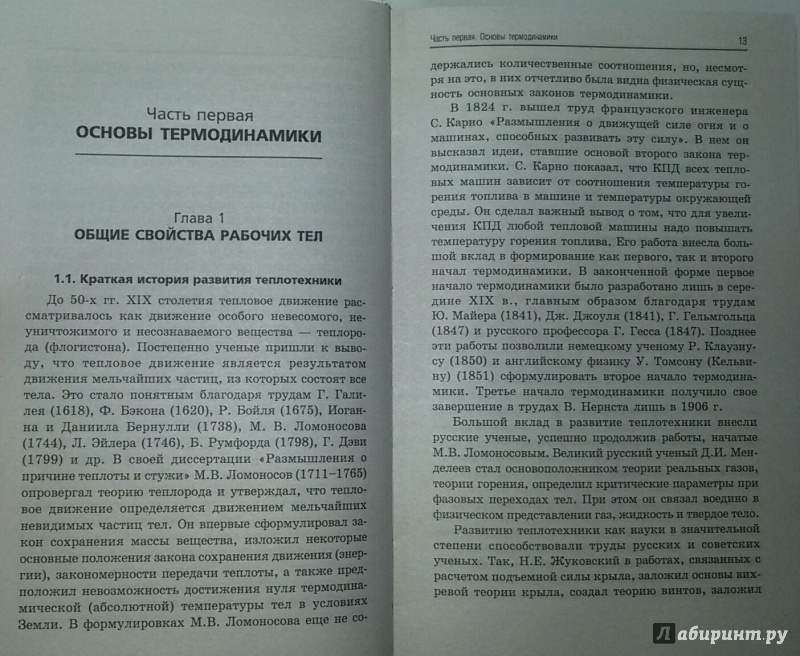 Часть первая
ОСНОВЫ ТЕРМОДИНАМИКИ
Глава 1
ОБЩИЕ СВОЙСТВА РАБОЧИХ ТЕЛ
1.1. Краткая история развития теплотехники
До 50-х гг. XIX столетия тепловое движение рас-
сматривалось как движение особого невесомого, не-
уничтожимого и несознаваемого вещества — теплоро-
да (флогистона). Постепенно ученые пришли к выво-
ду, что тепловое движение является результатом
движения мельчайших частиц, из которых состоят все
тела. Это стало понятным благодаря трудам Г. Гали-
лея (1618), Ф. Бэкона (1620), Р. Бойля (1675), Иоган-
на и Даниила Бернулли (1738), М. В. Ломоносова
(1744), Л. Эйлера (1746), Б. Румфорда (1798), Г. Дэви
(1799) и др. В своей диссертации «Размышления о
причине теплоты и стужи» М.В. Ломоносов (1711–1765)
опровергал теорию теплорода и утверждал, что тепло-
вое движение определяется движением мельчайших
невидимых частиц тел. Он впервые сформулировал за-
кон сохранения массы вещества, изложил некоторые
основные положения закона сохранения движения (энер-
гии), закономерности передачи теплоты, а также пред-
положил невозможность достижения нуля термодина-
мической (абсолютной) температуры тел в условиях
Земли. В формулировках М.В. Ломоносова еще не со-
Часть первая. Основы термодинамики 13
держались количественные соотношения, но, несмот-
ря на это, в них отчетливо была видна физическая сущ-
ность основных законов термодинамики.
В 1824 г. вышел труд французского инженера
С. Карно «Размышления о движущей силе огня и о
машинах, способных развивать эту силу». В нем он
высказал идеи, ставшие основой второго закона тер-
модинамики. С. Карно показал, что КПД всех тепло-
вых машин зависит от соотношения температуры го-
рения топлива в машине и температуры окружающей
среды. Он сделал важный вывод о том, что для увели-
чения КПД любой тепловой машины надо повышать
температуру горения топлива. Его работа внесла боль-
шой вклад в формирование как первого, так и второго
начал термодинамики. В законченной форме первое
начало термодинамики было разработано лишь в се-
редине XIX в., главным образом благодаря трудам
Ю. Майера (1841), Дж. Джоуля (1841), Г. Гельмгольца
(1847) и русского профессора Г. Гесса (1847). Позднее
эти работы позволили немецкому ученому Р. Клаузиу-
су (1850) и английскому физику У. Томсону (Кельви-
ну) (1851) сформулировать второе начало термодина-
мики. Третье начало термодинамики получило свое
завершение в трудах В. Нернста лишь в 1906 г.
Большой вклад в развитие теплотехники внесли
русские ученые, успешно продолжив работы, начатые
М.В. Ломоносовым. Великий русский ученый Д.И. Мен-
делеев стал основоположником теории реальных газов,
теории горения, определил критические параметры при
фазовых переходах тел. При этом он связал воедино в
физическом представлении газ, жидкость и твердое тело.
Развитию теплотехники как науки в значительной
степени способствовали труды русских и советских
ученых. Так, Н.Е. Жуковский в работах, связанных с
расчетом подъемной силы крыла, заложил основы вих-
ревой теории крыла, создал теорию винтов, заложил
Лабиринт.ру